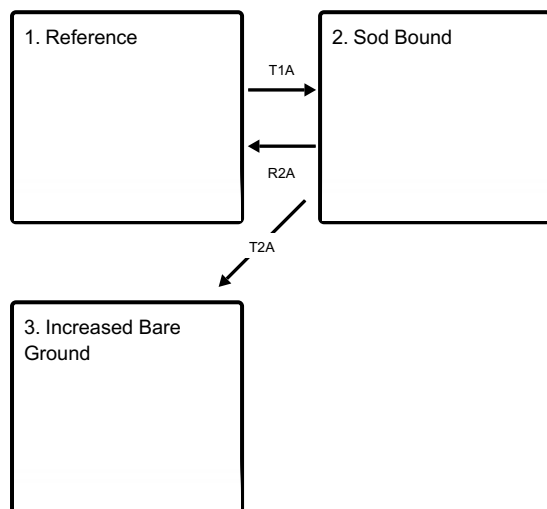 1. Reference
2. Sod Bound
T1A
R2A
T2A
3. Increased Bare
Ground